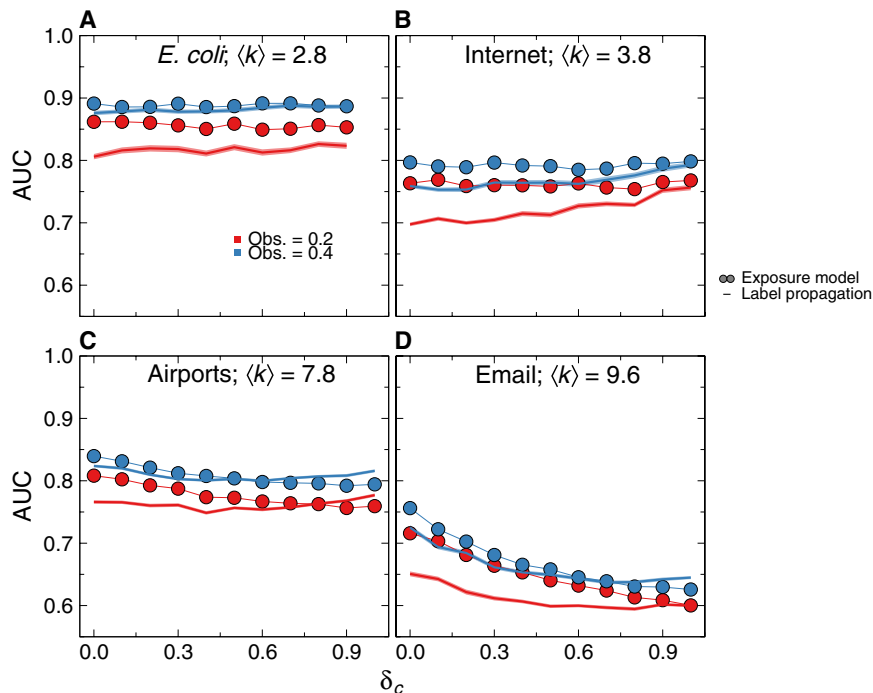 A
B
E. coli; ⟨k⟩ = 2.8
Internet; ⟨k⟩ = 3.8
1.0
0.9
0.8
0.7
0.6
AUC
Obs. = 0.2
Obs. = 0.4
Exposure model
Label propagation
C
D
Airports; ⟨k⟩ = 7.8
Email; ⟨k⟩ = 9.6
1.0
0.9
0.8
0.7
0.6
AUC
0.0 0.3 0.6 0.9
0.0 0.3 0.6 0.9
δc